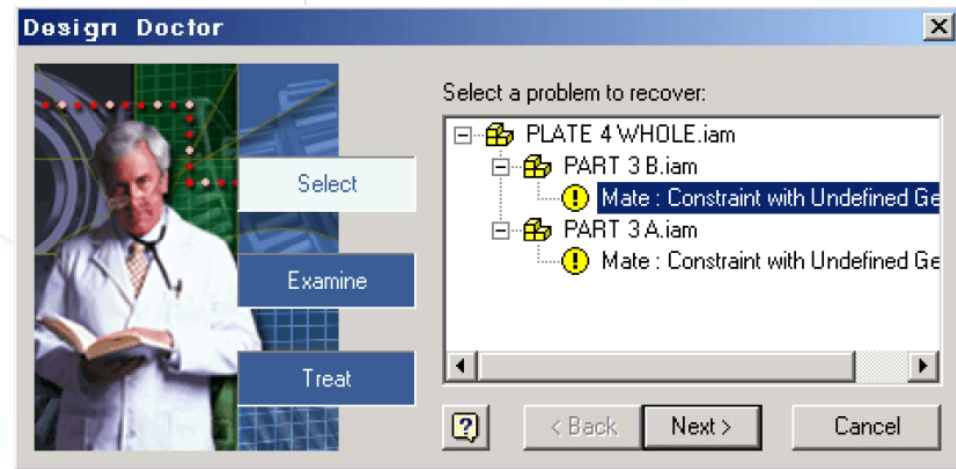 Design Doctor
Select
Examine
Treat
Select a problem to recover:
PLATE 4 WHOLE.iam
PART 3 B.iam
Mate : Constraint with Undefined Ge
PART 3 A.iam
Mate : Constraint with Undefined Ge
< Back
Next >
Cancel